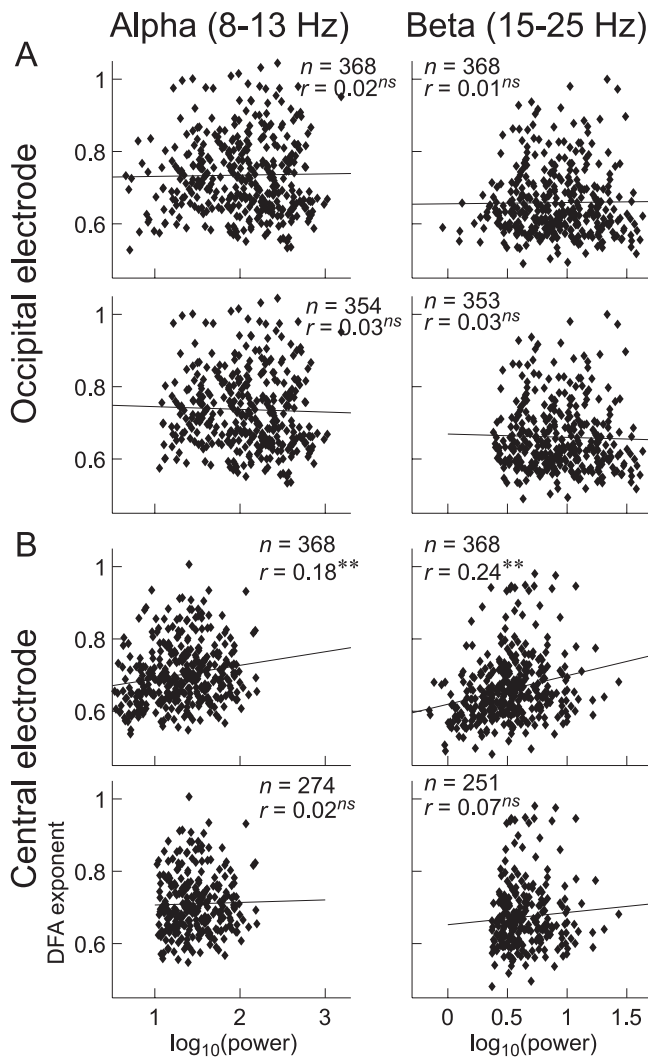 Alpha (8-13 Hz)
Beta (15-25 Hz)
A
Occipital electrode
1
0.8
0.6
n = 368
r = 0.02ns
n = 368
r = 0.01ns
1
0.8
0.6
n = 354
r = 0.03ns
n = 353
r = 0.03ns
B
Central electrode
1
0.8
0.6
n = 368
r = 0.18**
n = 368
r = 0.24**
DFA exponent
1
0.8
0.6
n = 274
r = 0.02ns
n = 251
r = 0.07ns
1 2 3
0 0.5 1.0 1.5
log10(power)
log10(power)